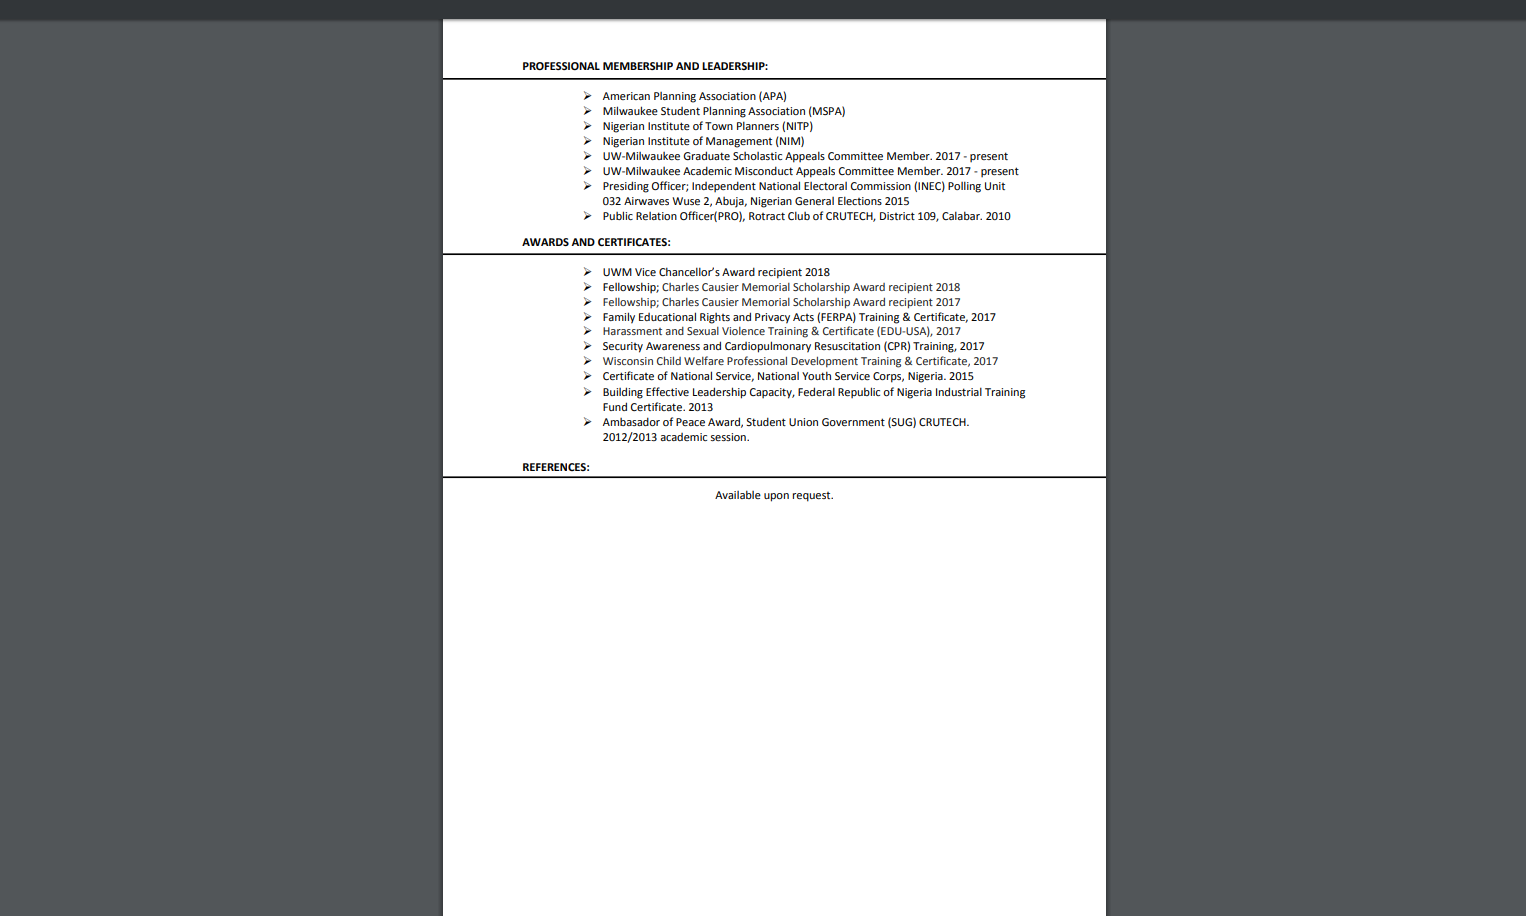 PROFESSIONAL MEMBERSHIP AND LEADERSHIP:
➢ American Planning Association (APA)
➢ Milwaukee Student Planning Association (MSPA)
➢ Nigerian Institute of Town Planners (NITP)
➢ Nigerian Institute of Management (NIM)
➢ UW-Milwaukee Graduate Scholastic Appeals Committee Member. 2017 - present
➢ UW-Milwaukee Academic Misconduct Appeals Committee Member. 2017 - present
➢ Presiding Officer; Independent National Electoral Commission (INEC) Polling Unit
032 Airwaves Wuse 2, Abuja, Nigerian General Elections 2015
➢ Public Relation Officer(PRO), Rotract Club of CRUTECH, District 109, Calabar. 2010
AWARDS AND CERTIFICATES:
➢ UWM Vice Chancellor’s Award recipient 2018
➢ Fellowship; Charles Causier Memorial Scholarship Award recipient 2018
➢ Fellowship; Charles Causier Memorial Scholarship Award recipient 2017
➢ Family Educational Rights and Privacy Acts (FERPA) Training & Certificate, 2017
➢ Harassment and Sexual Violence Training & Certificate (EDU-USA), 2017
➢ Security Awareness and Cardiopulmonary Resuscitation (CPR) Training, 2017
➢ Wisconsin Child Welfare Professional Development Training & Certificate, 2017
➢ Certificate of National Service, National Youth Service Corps, Nigeria. 2015
➢ Building Effective Leadership Capacity, Federal Republic of Nigeria Industrial Training
Fund Certificate. 2013
➢ Ambasador of Peace Award, Student Union Government (SUG) CRUTECH.
2012/2013 academic session.
REFERENCES:
Available upon request.